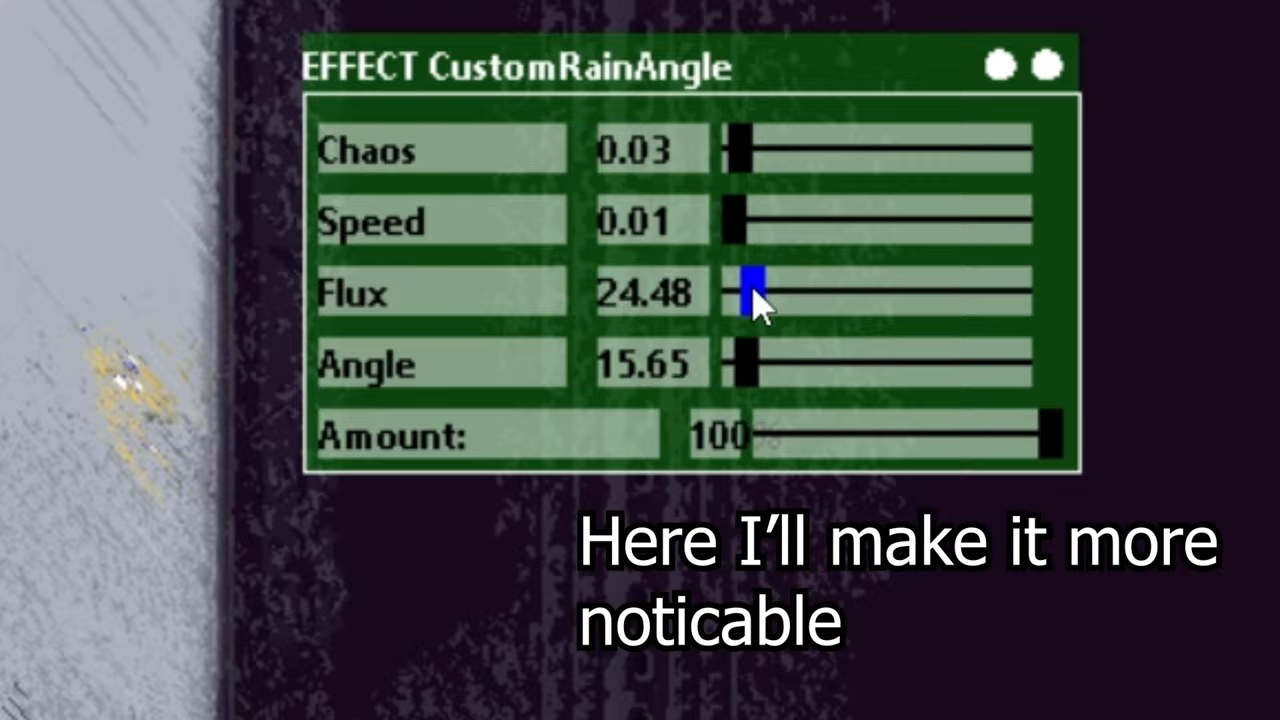 EFFECT CustomRainAngle
Chaos 0.03
Speed 0.01
Flux 24.48
Angle 15.65
Amount: 100%
Here I'll make it more
noticable